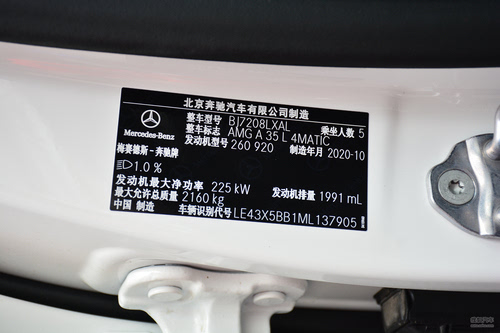 北京奔驰汽车有限公司制造
整车型号 BJ7208LXAL 乘坐人数 5
整车标志 AMG A 35 L 4MATIC
发动机型号 260 920 制造年月 2020-10
Mercedes-Benz
梅赛德斯-奔驰牌
1.0 %
发动机最大净功率 225 kW 发动机排量 1991 mL
最大允许总质量 2160 kg
中国 制造 车辆识别代号 LE43X5BB1ML137905